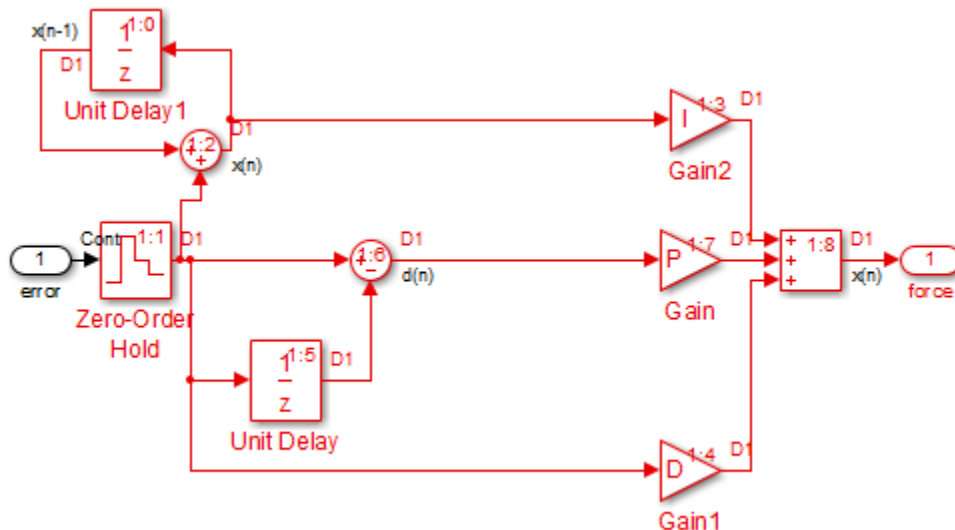 x(n-1)
D1
1:0
1
z
Unit Delay1
1:2
+
+
D1
x(n)
1:3
I
D1
Gain2
1
error
Cont
1:1
D1
Zero-Order
Hold
1:6
+
−
D1
d(n)
1:7
P
D1
Gain
+
+
+
1:8
D1
x(n)
1
force
1:5
1
z
D1
Unit Delay
1:4
D
D1
Gain1